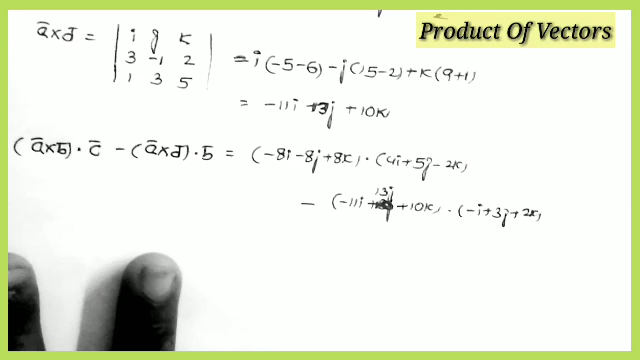 Product Of Vectors
a̅×d̅ = | i j k |
| 3 -1 2 |
| 1 3 5 |
= i(-5-6) - j(15-2) + k(9+1)
= -11i -13j + 10k
(a̅×b̅)·c̅ - (a̅×d̅)·b̅ = (-8i-8j+8k)·(4i+5j-2k)
- (-11i 13j +10k)·(-i+3j+2k)